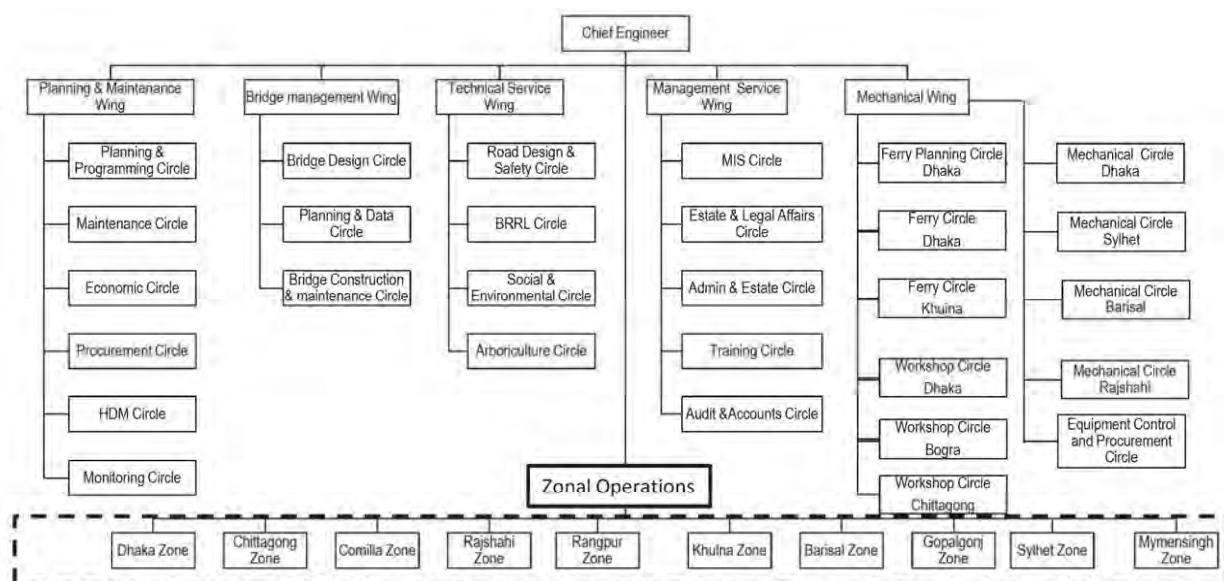 Chief Engineer
Planning & Maintenance
Wing
Bridge management Wing
Technical Service
Wing
Management Service
Wing
Mechanical Wing
Planning &
Programming Circle
Maintenance Circle
Economic Circle
Procurement Circle
HDM Circle
Monitoring Circle
Bridge Design Circle
Planning & Data
Circle
Bridge Construction
& maintenance Circle
Road Design &
Safety Circle
BRRL Circle
Social &
Environmental Circle
Arboriculture Circle
MIS Circle
Estate & Legal Affairs
Circle
Admin & Estate Circle
Training Circle
Audit &Accounts Circle
Ferry Planning Circle
Dhaka
Ferry Circle
Dhaka
Ferry Circle
Khuina
Workshop Circle
Dhaka
Workshop Circle
Bogra
Workshop Circle
Chittagong
Mechanical Circle
Dhaka
Mechanical Circle
Sylhet
Mechanical Circle
Barisal
Mechanical Circle
Rajshahl
Equipment Control
and Procurement
Circle
Zonal Operations
Dhaka Zone
Chittagong
Zone
Comilla Zone
Rajshahi
Zone
Rangpur
Zone
Khulna Zone
Barisal Zone
Gopalgonj
Zone
Sylhet Zone
Mymensingh
Zone